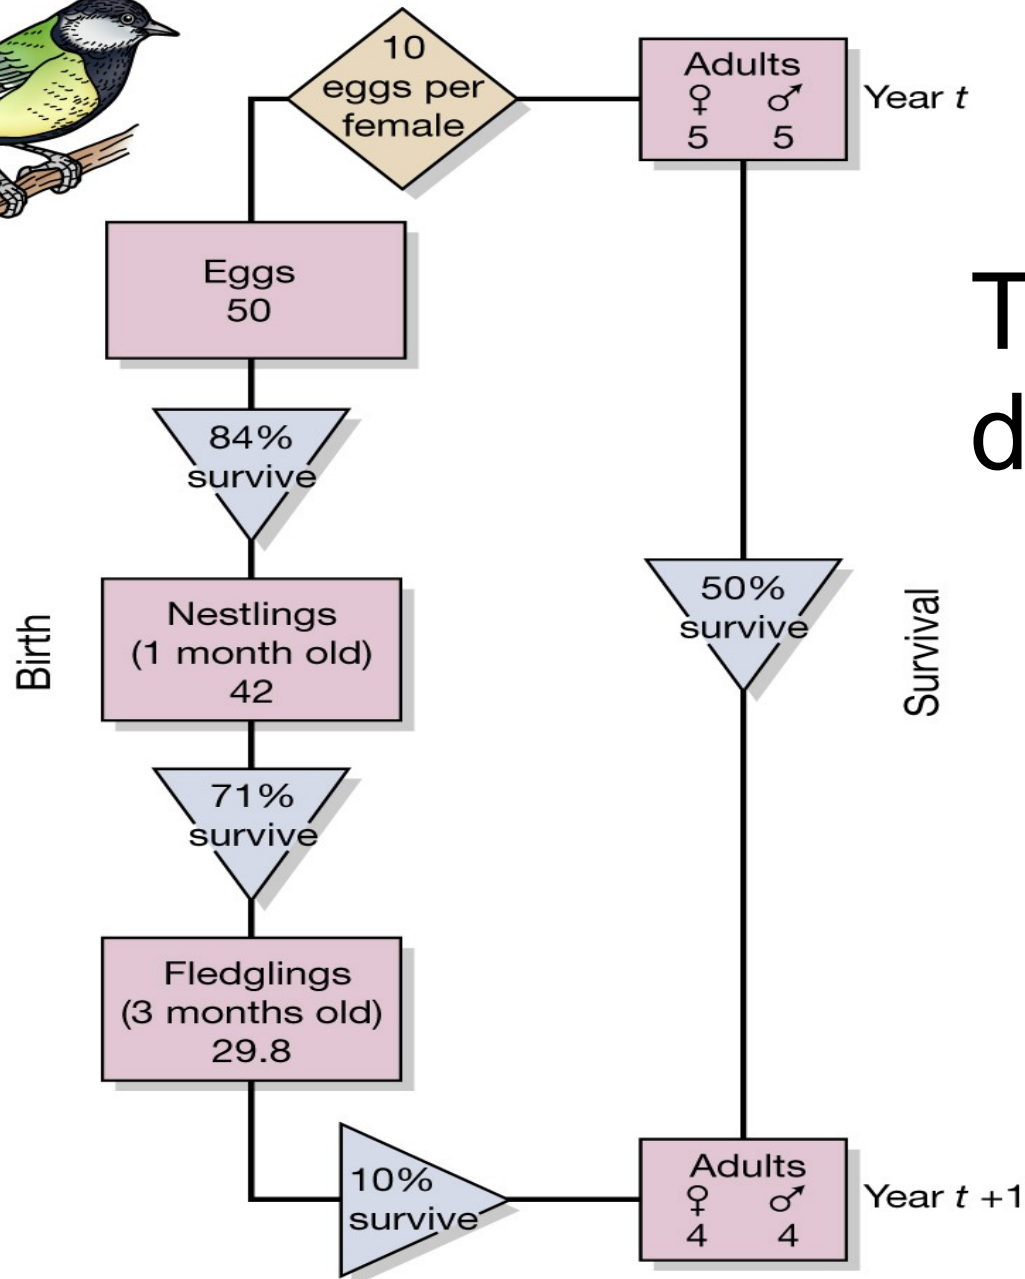 10
eggs per
female
Adults
♀ ♂
5 5
Year t
Eggs
50
T
d
84%
survive
Birth
Nestlings
(1 month old)
42
50%
survive
Survival
71%
survive
Fledglings
(3 months old)
29.8
10%
survive
Adults
♀ ♂
4 4
Year t +1